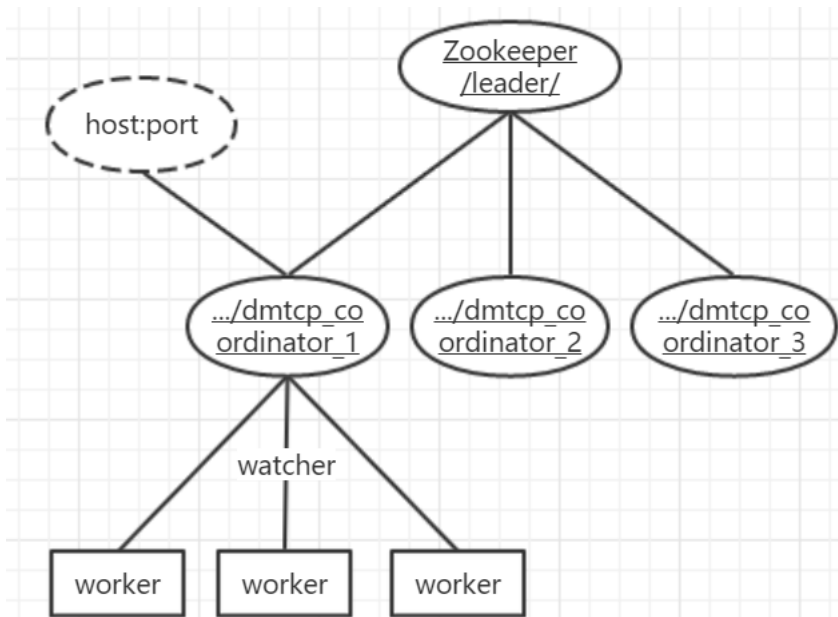 Zookeeper
/leader/
host:port
.../dmtcp_co
ordinator_1
.../dmtcp_co
ordinator_2
.../dmtcp_co
ordinator_3
watcher
worker
worker
worker